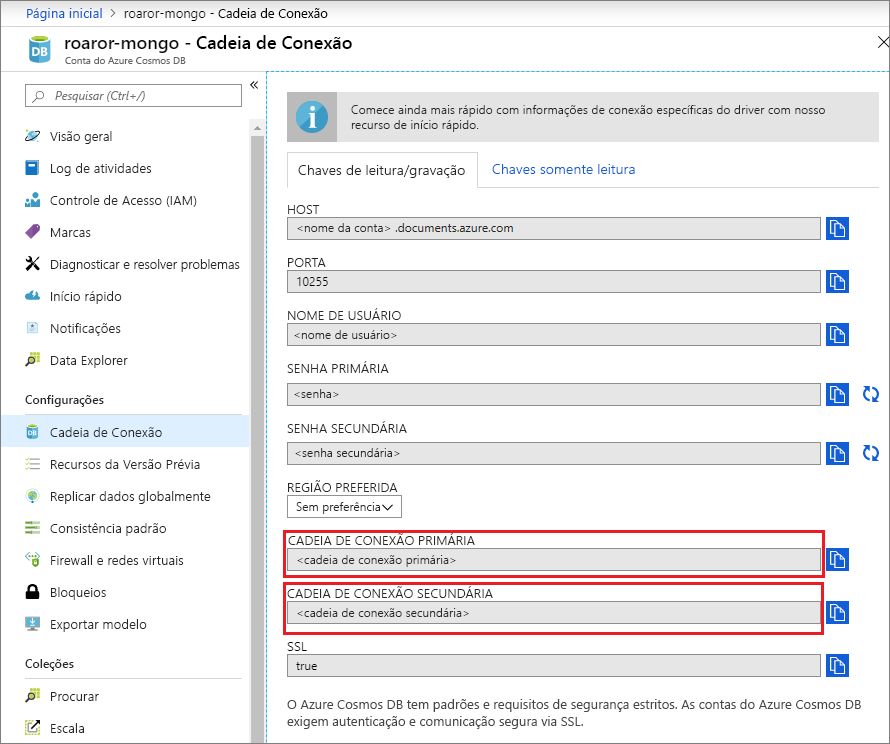 Página inicial > roaror-mongo - Cadeia de Conexão
roaror-mongo - Cadeia de Conexão
Conta do Azure Cosmos DB
DB
Pesquisar (Ctrl+/)
«
Visão geral
Log de atividades
Controle de Acesso (IAM)
Marcas
Diagnosticar e resolver problemas
Início rápido
Notificações
Data Explorer
Configurações
Cadeia de Conexão
Recursos da Versão Prévia
Replicar dados globalmente
Consistência padrão
Firewall e redes virtuais
Bloqueios
Exportar modelo
Coleções
Procurar
Escala
Comece ainda mais rápido com informações de conexão específicas do driver com nosso
recurso de início rápido.
Chaves de leitura/gravação
Chaves somente leitura
HOST
<nome da conta> .documents.azure.com
PORTA
10255
NOME DE USUÁRIO
<nome de usuário>
SENHA PRIMÁRIA
<senha>
SENHA SECUNDÁRIA
<senha secundária>
REGIÃO PREFERIDA
Sem preferência
CADEIA DE CONEXÃO PRIMÁRIA
<cadeia de conexão primária>
CADEIA DE CONEXÃO SECUNDÁRIA
<cadeia de conexão secundária>
SSL
true
O Azure Cosmos DB tem padrões e requisitos de segurança estritos. As contas do Azure Cosmos DB
exigem autenticação e comunicação segura via SSL.